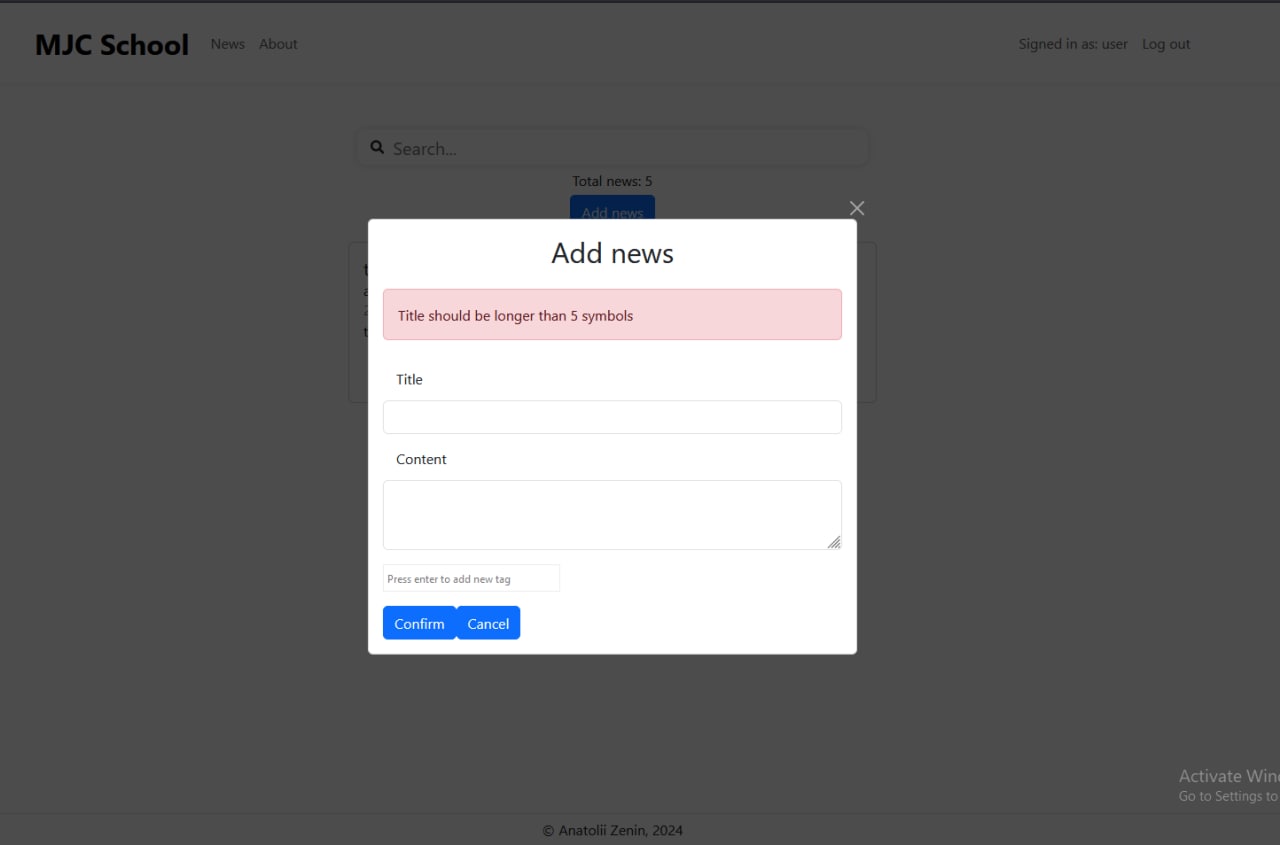 MJC School News About Signed in as: user Log out
Search...
Total news: 5
Add news
Add news
Title should be longer than 5 symbols
Title
Content
Press enter to add new tag
Confirm Cancel
Activate Win
Go to Settings to
© Anatolii Zenin, 2024